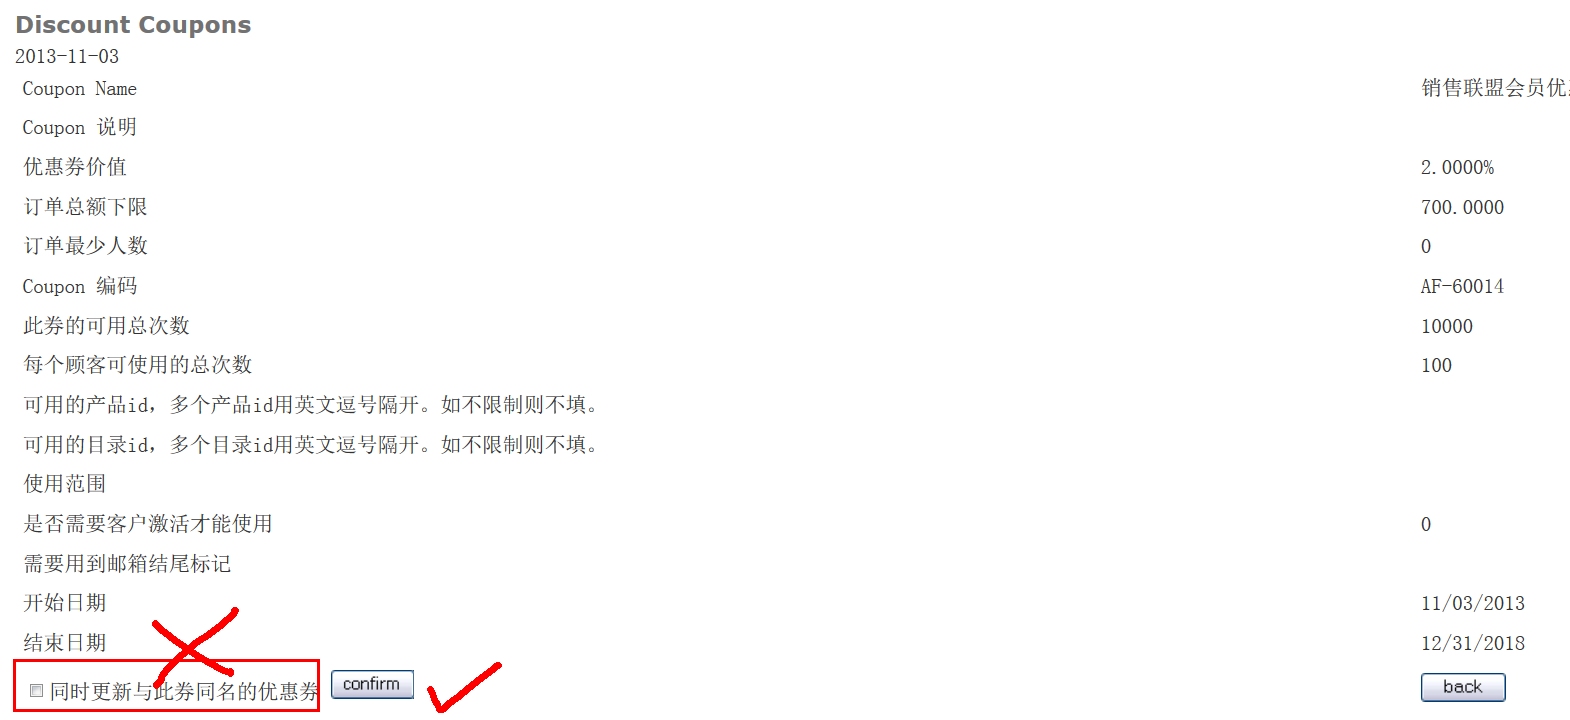 Discount Coupons
2013-11-03
Coupon Name 销售联盟会员优
Coupon 说明
优惠券价值 2.0000%
订单总额下限 700.0000
订单最少人数 0
Coupon 编码 AF-60014
此券的可用总次数 10000
每个顾客可使用的总次数 100
可用的产品id，多个产品id用英文逗号隔开。如不限制则不填。
可用的目录id，多个目录id用英文逗号隔开。如不限制则不填。
使用范围
是否需要客户激活才能使用 0
需要用到邮箱结尾标记
开始日期 11/03/2013
结束日期 12/31/2018
同时更新与此券同名的优惠券 confirm back